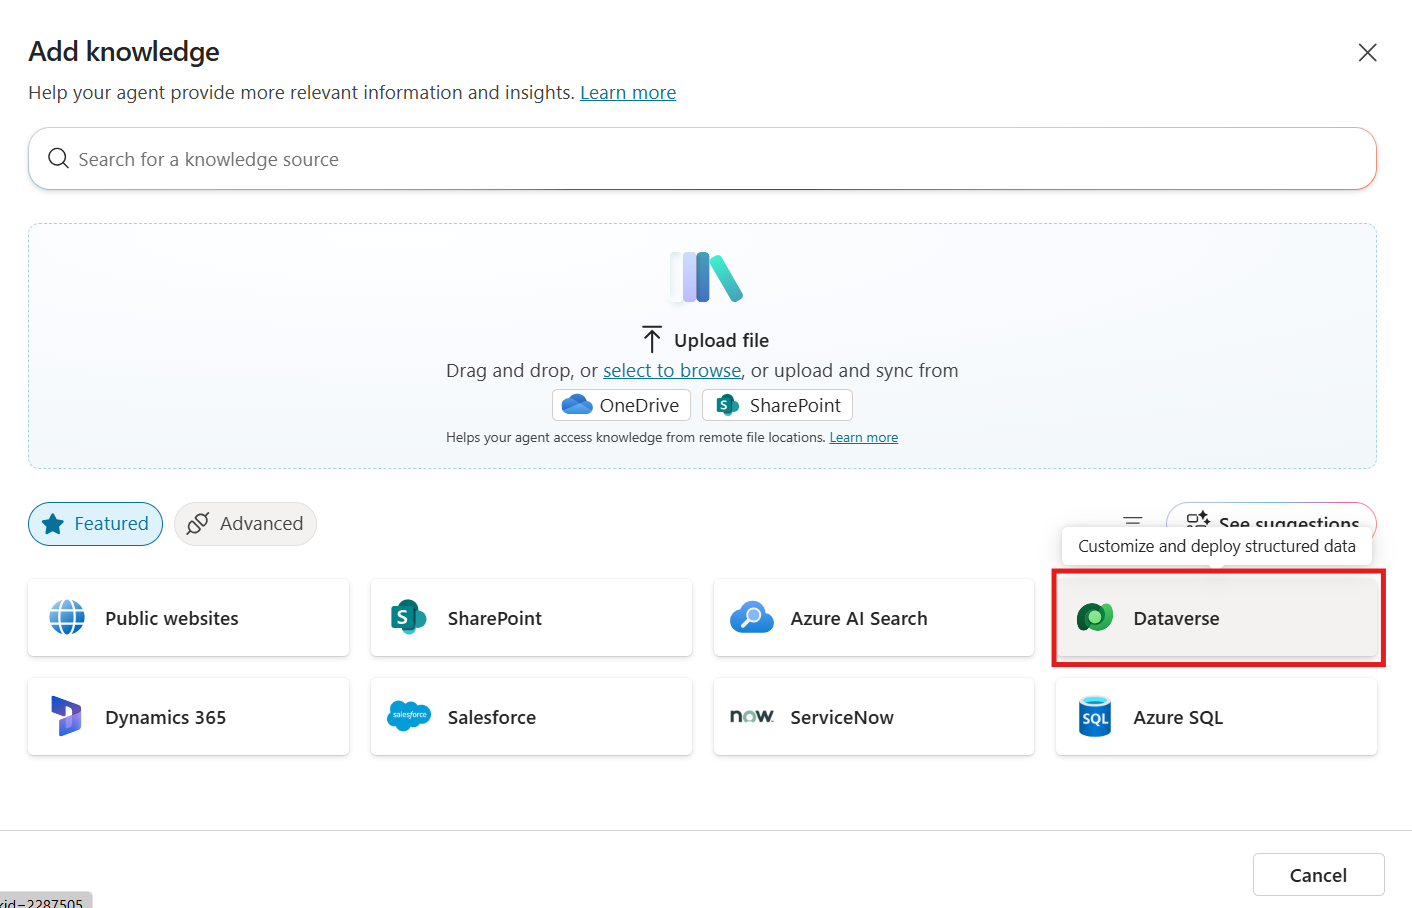 Add knowledge
Help your agent provide more relevant information and insights. Learn more
Search for a knowledge source
Upload file
Drag and drop, or select to browse, or upload and sync from
OneDrive
S
SharePoint
Helps your agent access knowledge from remote file locations. Learn more
Featured
Advanced
See suggestions
Customize and deploy structured data
Public websites
S
SharePoint
Azure AI Search
Dataverse
Dynamics 365
salesforce
Salesforce
now.
ServiceNow
SQL
Azure SQL
Cancel
kid=2287505